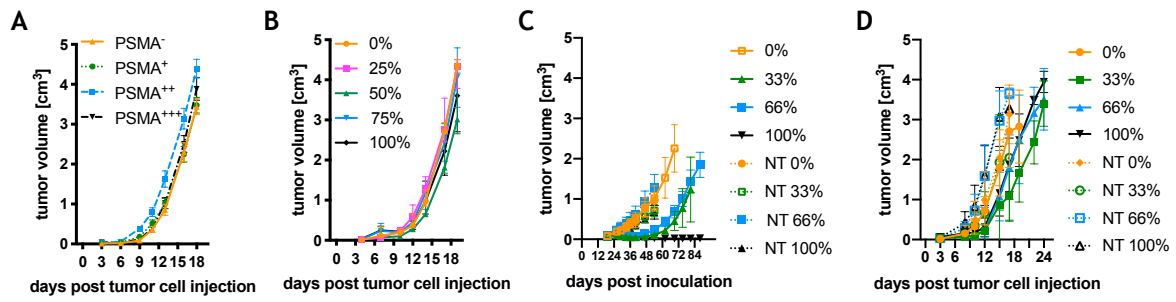 A
tumor volume [cm³]
5
4
3
2
1
0
PSMA⁻
PSMA⁺
PSMA⁺⁺
PSMA⁺⁺⁺
0 3 6 9 12 15 18
days post tumor cell injection
B
tumor volume [cm³]
5
4
3
2
1
0
0%
25%
50%
75%
100%
0 3 6 9 12 15 18
days post tumor cell injection
C
tumor volume [cm³]
5
4
3
2
1
0
0 12 24 36 48 60 72 84
days post inoculation
0%
33%
66%
100%
NT 0%
NT 33%
NT 66%
NT 100%
D
tumor volume [cm³]
5
4
3
2
1
0
0 3 6 12 18 24
days post tumor cell injection
0%
33%
66%
100%
NT 0%
NT 33%
NT 66%
NT 100%